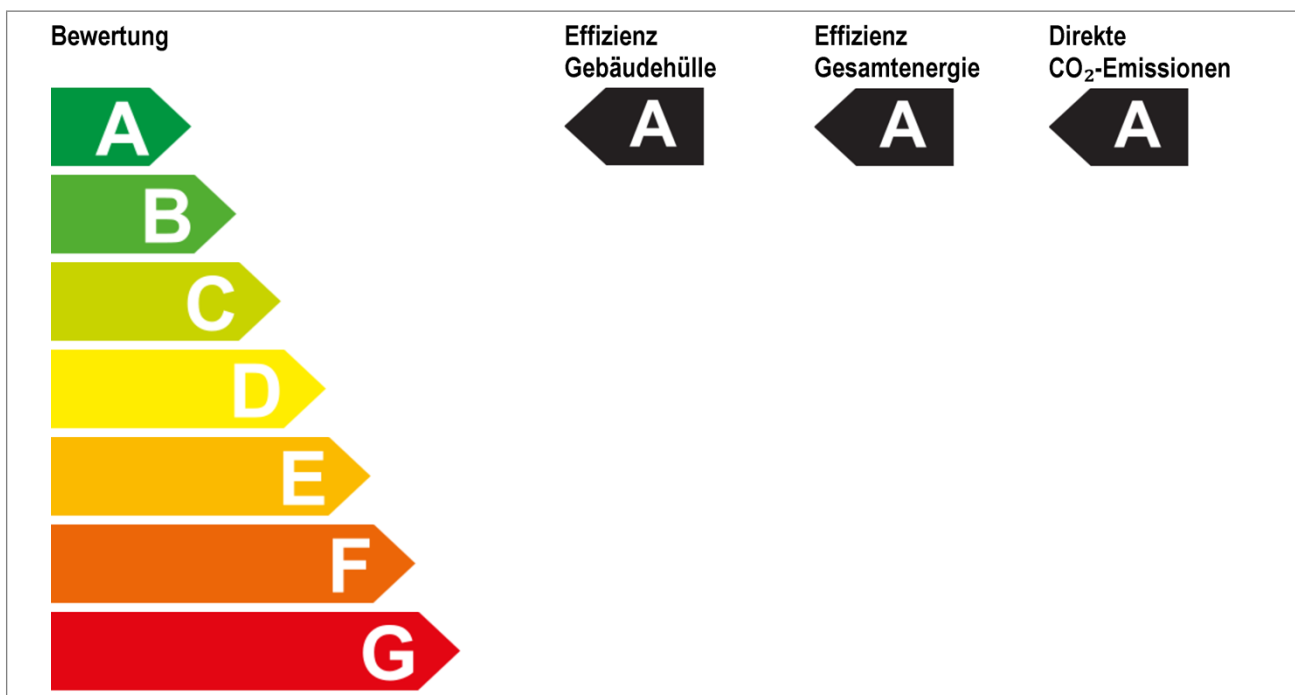 Bewertung
Effizienz
Gebäudehülle
Effizienz
Gesamtenergie
Direkte
CO₂-Emissionen
A
A
A
A
B
C
D
E
F
G